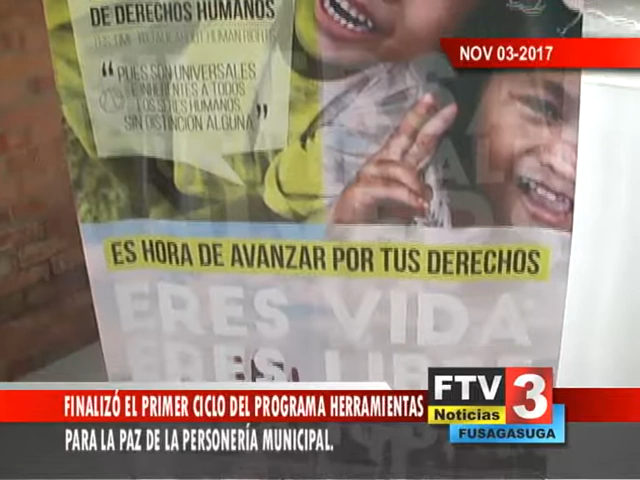 DE DERECHOS HUMANOS
NOV 03-2017
"PUES SON UNIVERSALES
E INHERENTES A TODOS
LOS SERES HUMANOS,
SIN DISTINCIÓN ALGUNA"
ES HORA DE AVANZAR POR TUS DERECHOS
ERES VIDA
ERES
FINALIZÓ EL PRIMER CICLO DEL PROGRAMA HERRAMIENTAS
PARA LA PAZ DE LA PERSONERÍA MUNICIPAL.
FTV 3
Noticias
FUSAGASUGA